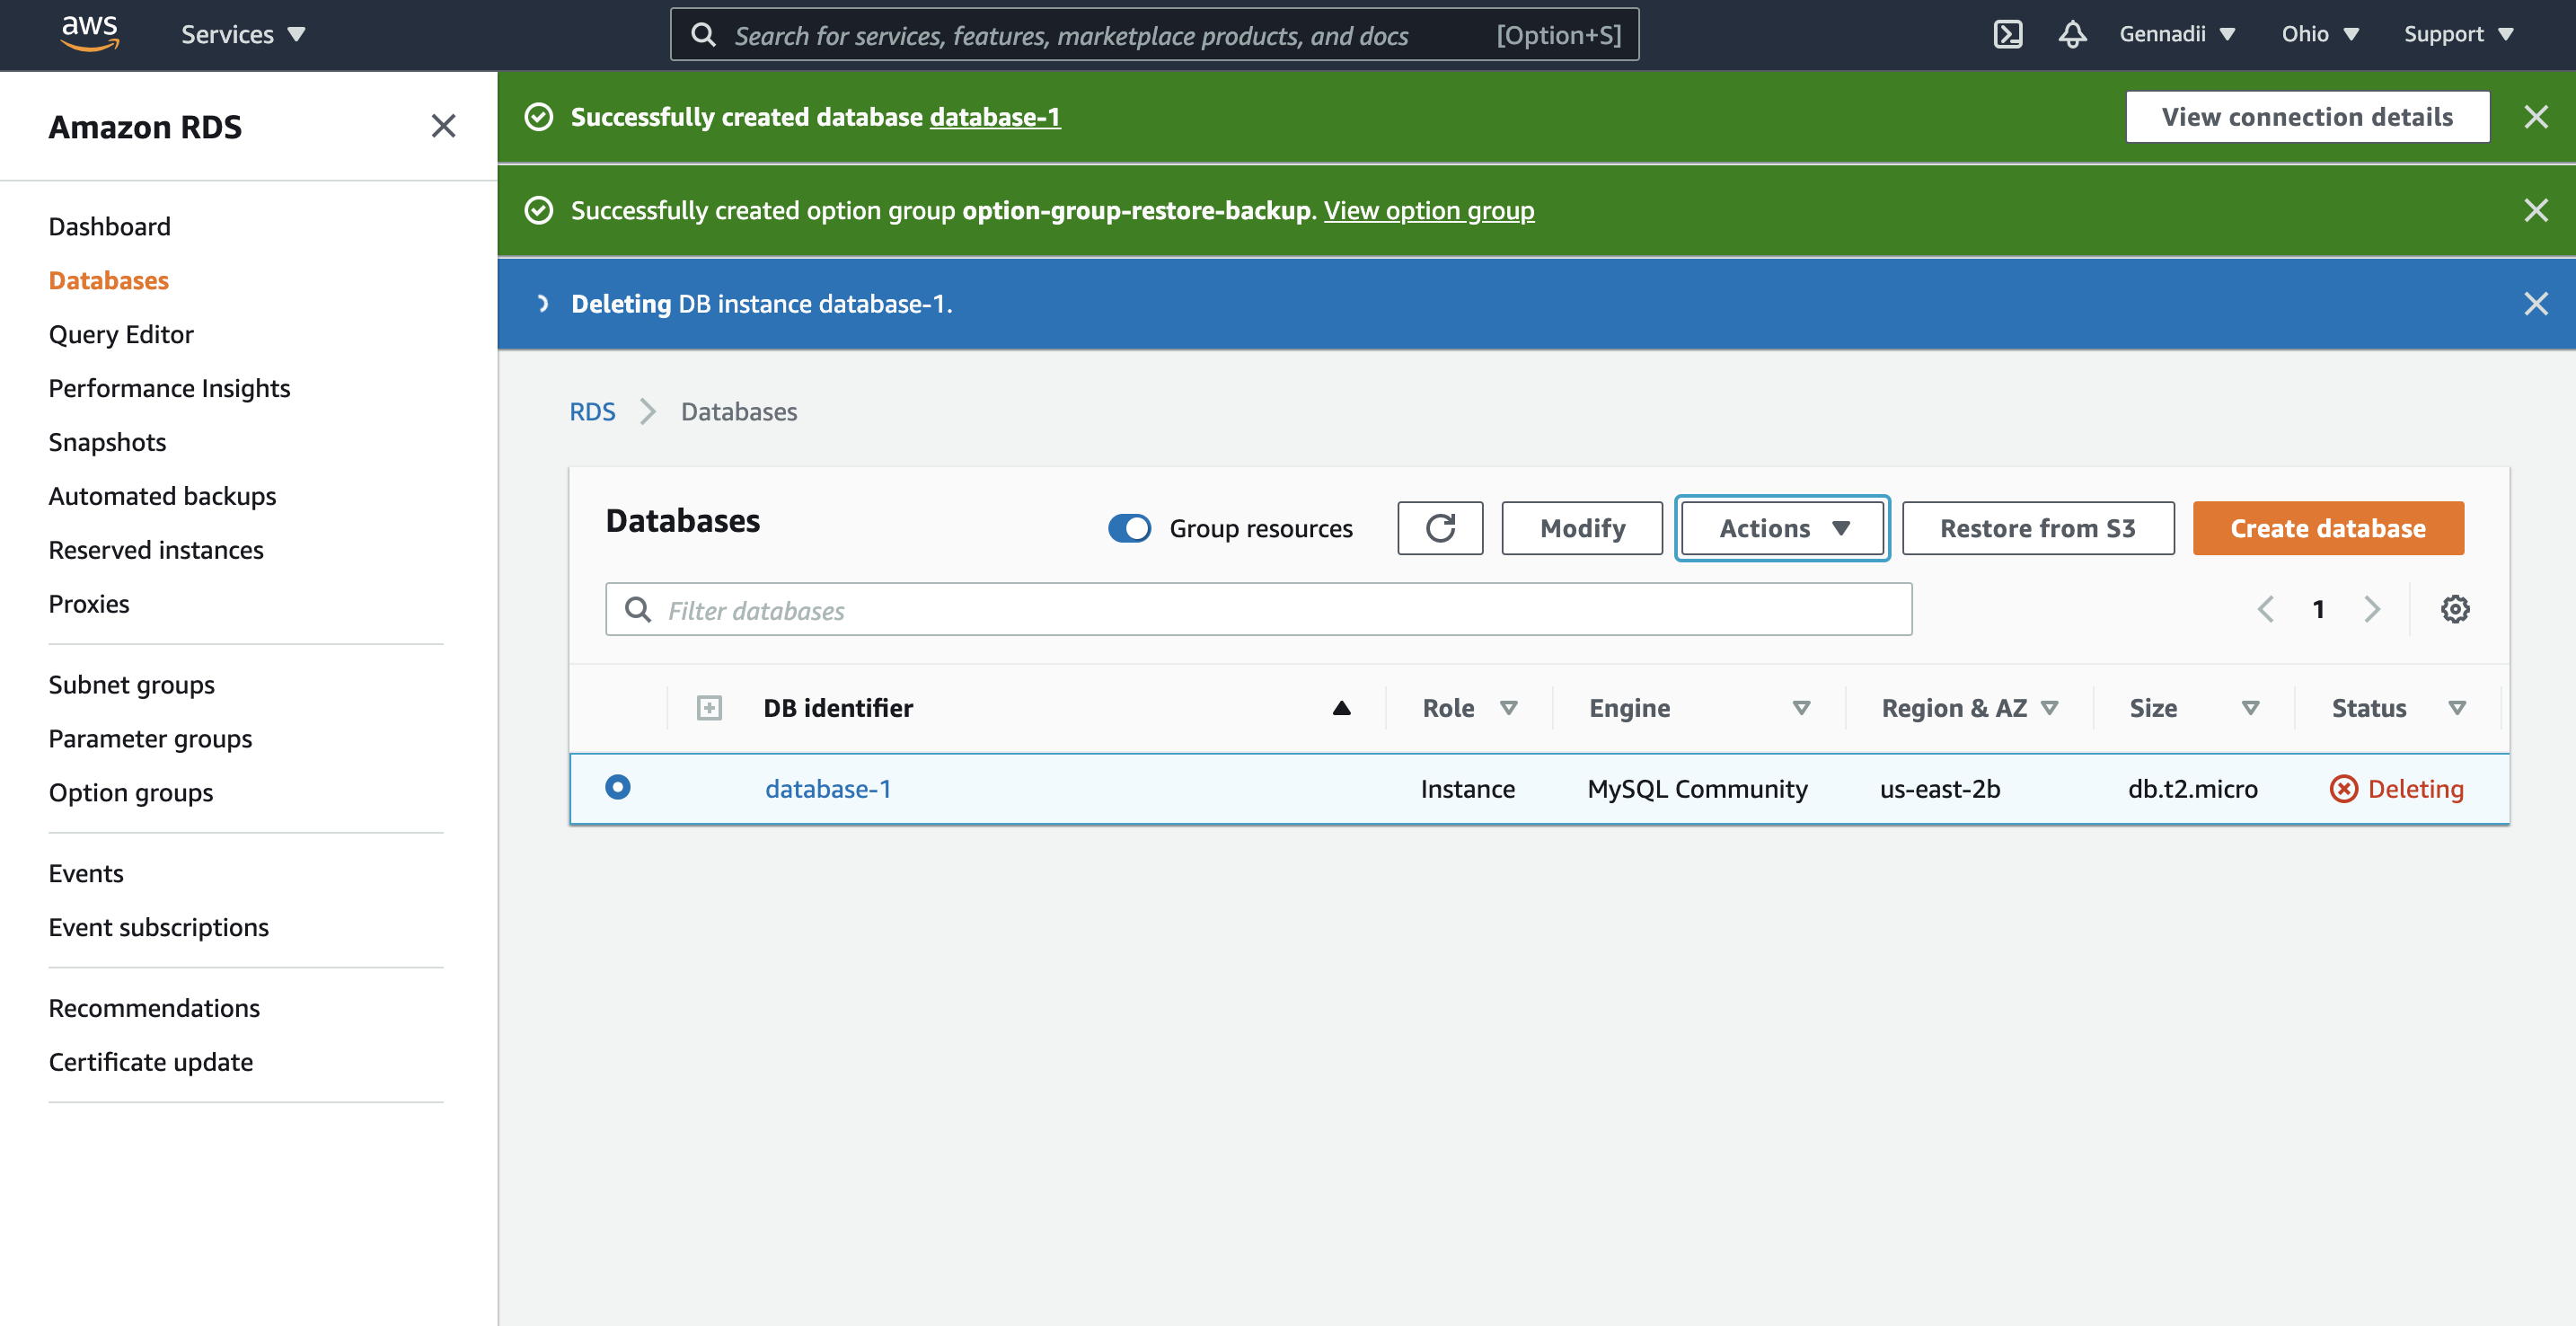 aws
Services
Search for services, features, marketplace products, and docs [Option+S]
Gennadii
Ohio
Support
Amazon RDS
Dashboard
Databases
Query Editor
Performance Insights
Snapshots
Automated backups
Reserved instances
Proxies
Subnet groups
Parameter groups
Option groups
Events
Event subscriptions
Recommendations
Certificate update
Successfully created database database-1
View connection details
Successfully created option group option-group-restore-backup. View option group
Deleting DB instance database-1.
RDS Databases
Databases
Group resources
Modify
Actions
Restore from S3
Create database
Filter databases
1
DB identifier Role Engine Region & AZ Size Status
database-1 Instance MySQL Community us-east-2b db.t2.micro Deleting